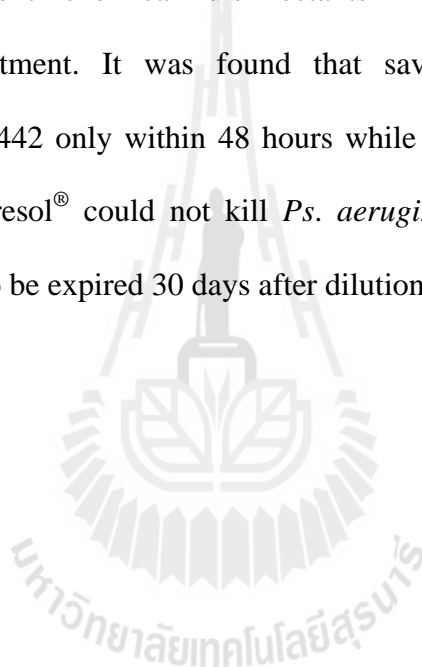 tment. It was found that sav
442 only within 48 hours while
resol® could not kill Ps. aerugi
be expired 30 days after dilution
มหาวิทยาลัยเทคโนโลยีสุรนารี